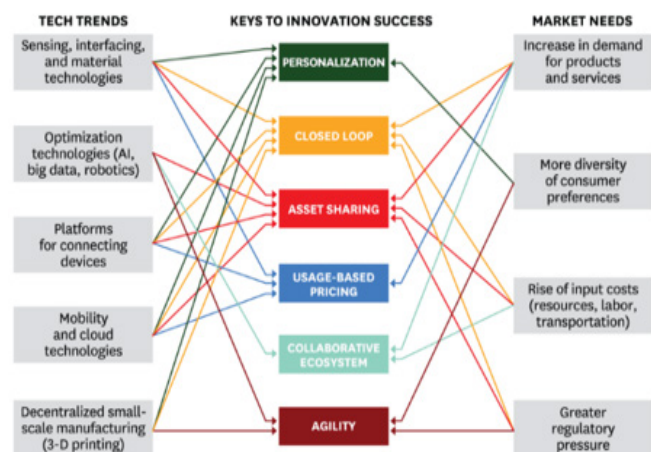 TECH TRENDS
KEYS TO INNOVATION SUCCESS
MARKET NEEDS
Sensing, interfacing,
and material
technologies
Optimization
technologies (AI,
big data, robotics)
Platforms
for connecting
devices
Mobility
and cloud
technologies
Decentralized small-
scale manufacturing
(3-D printing)
PERSONALIZATION
CLOSED LOOP
ASSET SHARING
USAGE-BASED
PRICING
COLLABORATIVE
ECOSYSTEM
AGILITY
Increase in demand
for products
and services
More diversity
of consumer
preferences
Rise of input costs
(resources, labor,
transportation)
Greater
regulatory
pressure